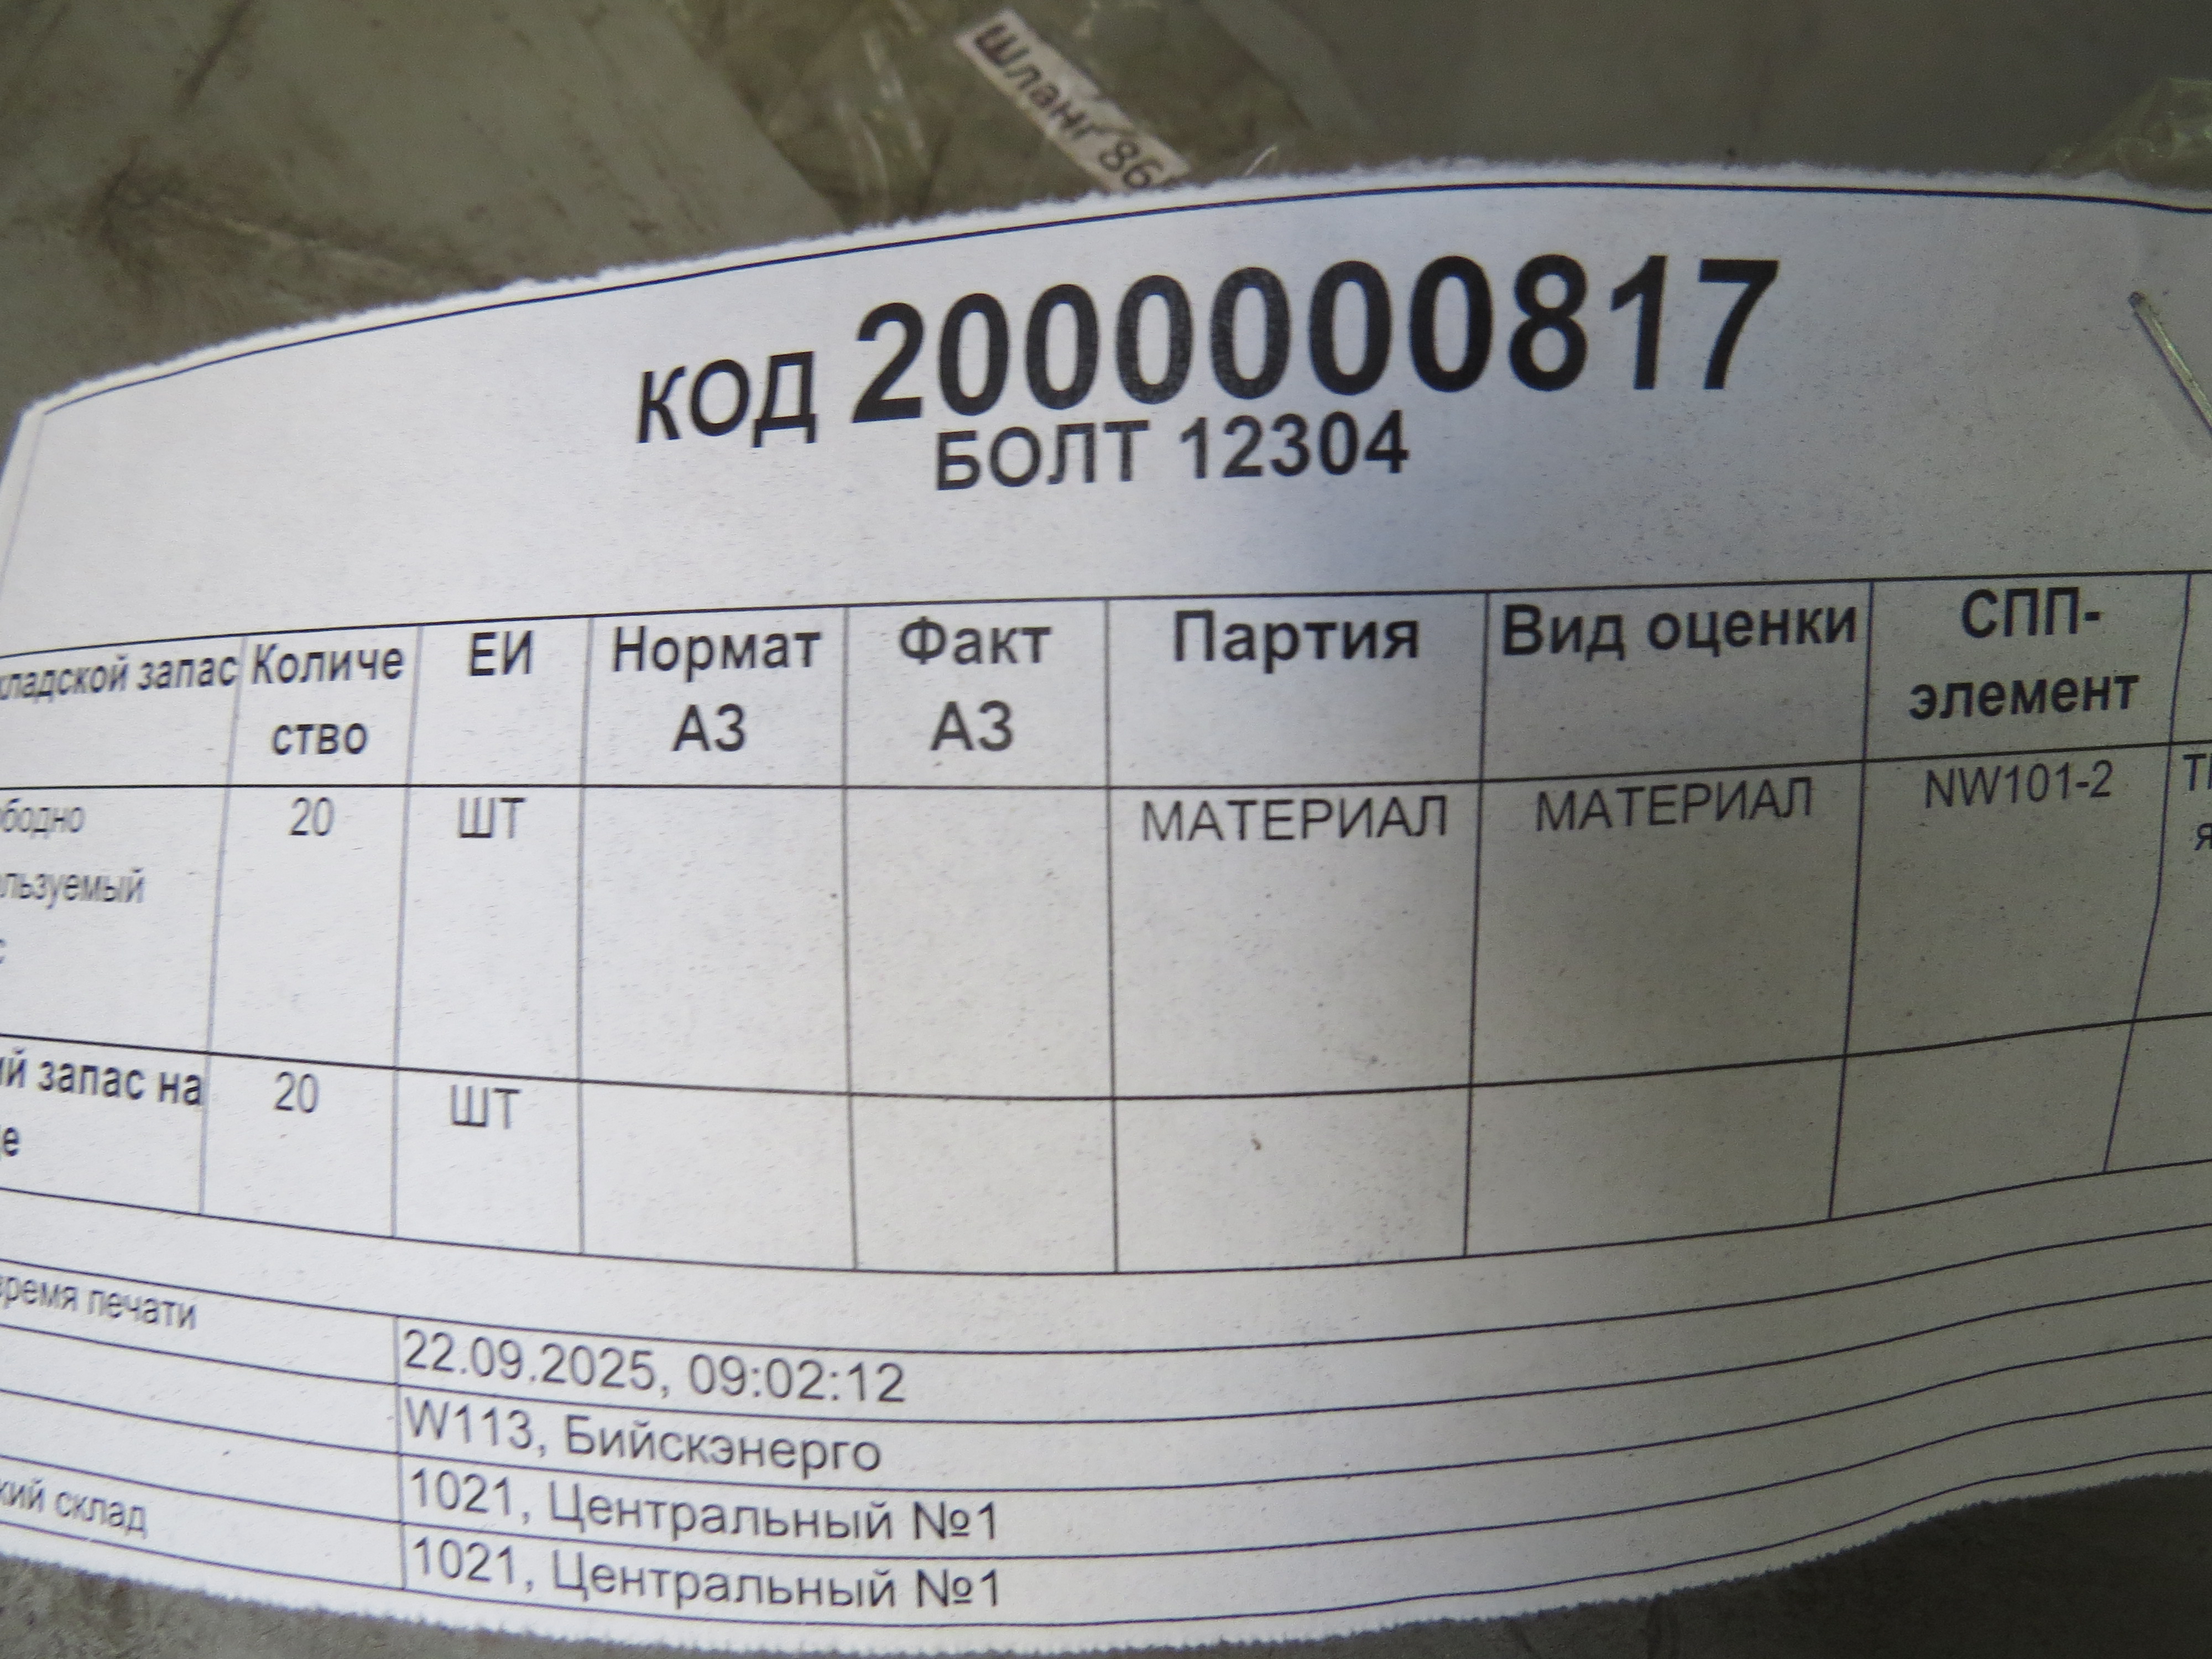 Шланг 86
КОД 2000000817
БОЛТ 12304
кладской запас Количе ЕИ Нормат Факт Партия Вид оценки СПП-
ство АЗ АЗ элемент
ободно 20 ШТ МАТЕРИАЛ МАТЕРИАЛ NW101-2
ользуемый
с
ий запас на 20 ШТ
е
время печати
22.09.2025, 09:02:12
W113, Бийскэнерго
1021, Центральный №1
кий склад
1021, Центральный №1